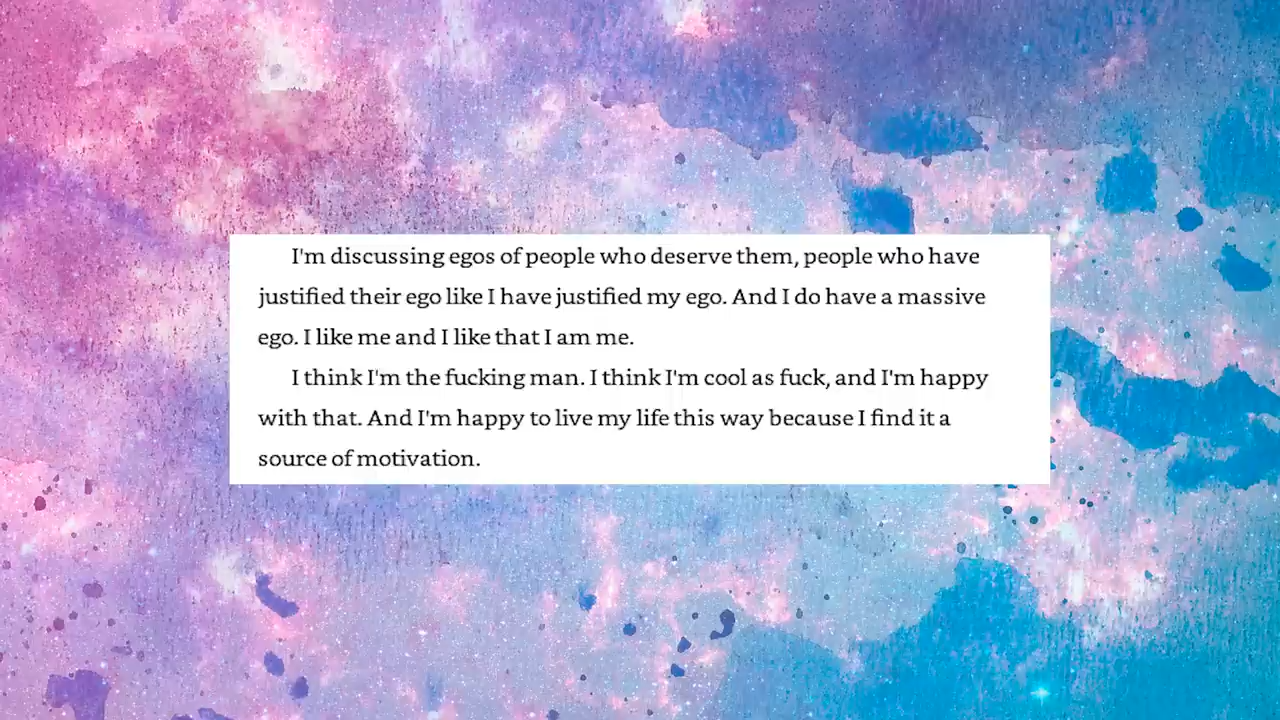 I'm discussing egos of people who deserve them, people who have
justified their ego like I have justified my ego. And I do have a massive
ego. I like me and I like that I am me.
I think I'm the fucking man. I think I'm cool as fuck, and I'm happy
with that. And I'm happy to live my life this way because I find it a
source of motivation.